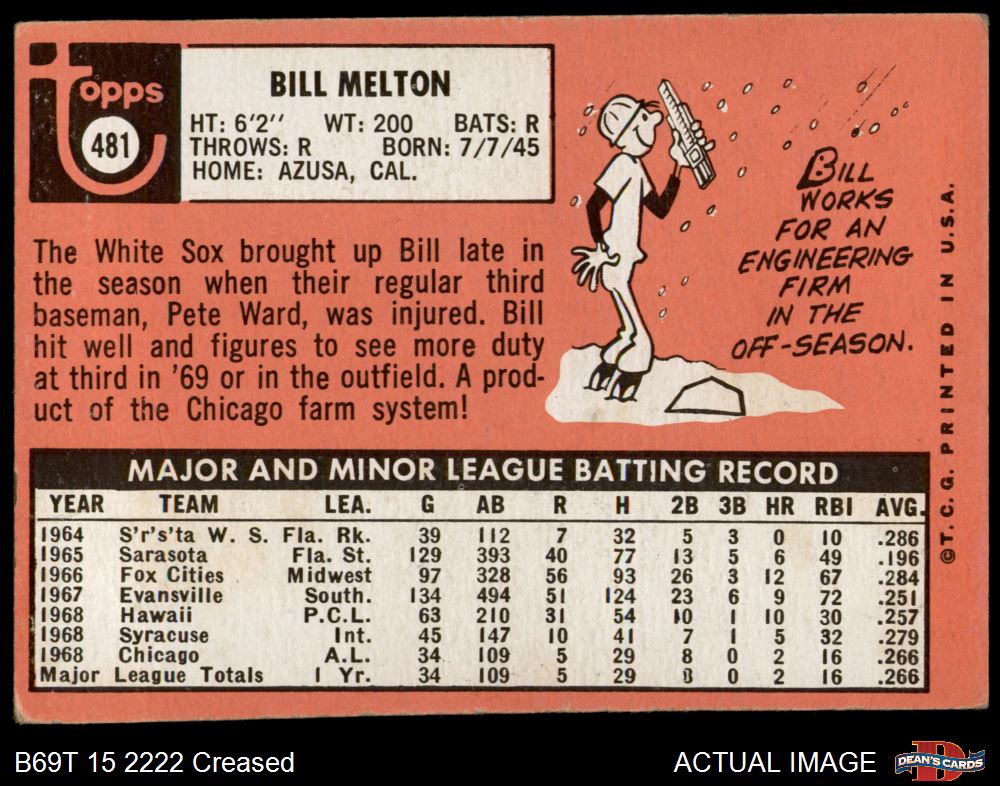 topps
481
BILL MELTON
HT: 6'2" WT: 200 BATS: R
THROWS: R BORN: 7/7/45
HOME: AZUSA, CAL.
The White Sox brought up Bill late in
the season when their regular third
baseman, Pete Ward, was injured. Bill
hit well and figures to see more duty
at third in '69 or in the outfield. A prod-
uct of the Chicago farm system!
BILL
WORKS
FOR AN
ENGINEERING
FIRM
IN THE
OFF-SEASON.
©T.C.G. PRINTED IN U.S.A.
MAJOR AND MINOR LEAGUE BATTING RECORD
YEAR TEAM LEA. G AB R H 2B 3B HR RBI AVG.
1964 S'r's'ta W. S. Fla. Rk. 39 112 7 32 5 3 0 10 .286
1965 Sarasota Fla. St. 129 393 40 77 13 5 6 49 .196
1966 Fox Cities Midwest 97 328 56 93 26 3 12 67 .284
1967 Evansville South. 134 494 51 124 23 6 9 72 .251
1968 Hawaii P.C.L. 63 210 31 54 10 1 10 30 .257
1968 Syracuse Int. 45 147 10 41 7 1 5 32 .279
1968 Chicago A.L. 34 109 5 29 8 0 2 16 .266
Major League Totals 1 Yr. 34 109 5 29 8 0 2 16 .266
B69T 15 2222 Creased
ACTUAL IMAGE
D
DEAN'S CARDS